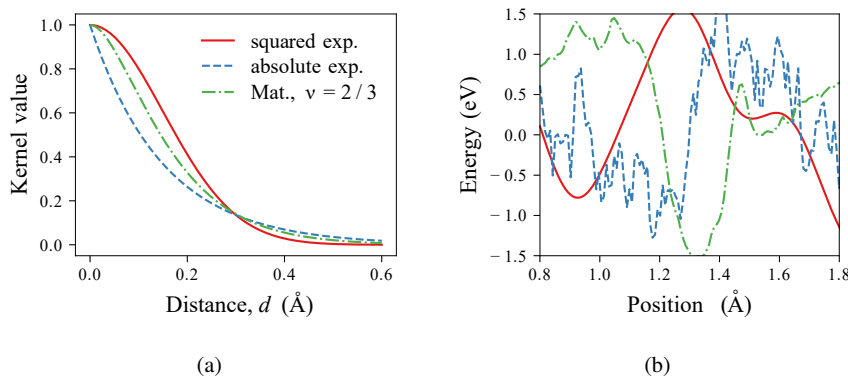 1.0
0.8
0.6
0.4
0.2
0.0
Kernel value
squared exp.
absolute exp.
Mat., ν = 2 / 3
0.0 0.2 0.4 0.6
Distance, d (Å)
(a)
1.5
1.0
0.5
0.0
− 0.5
− 1.0
− 1.5
Energy (eV)
0.8 1.0 1.2 1.4 1.6 1.8
Position (Å)
(b)